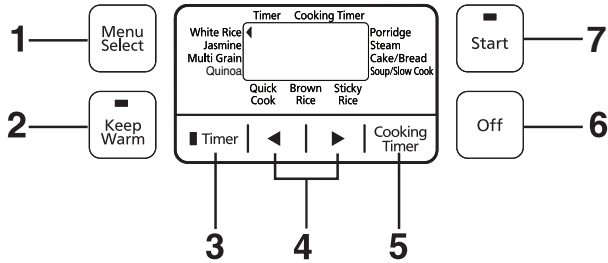 Timer Cooking Timer
White Rice
Jasmine
Multi Grain
Quinoa
Porridge
Steam
Cake/Bread
Soup/Slow Cook
Quick
Cook
Brown
Rice
Sticky
Rice
1
Menu
Select
2
Keep
Warm
Timer
Cooking
Timer
Start
7
Off
6
3
4
5